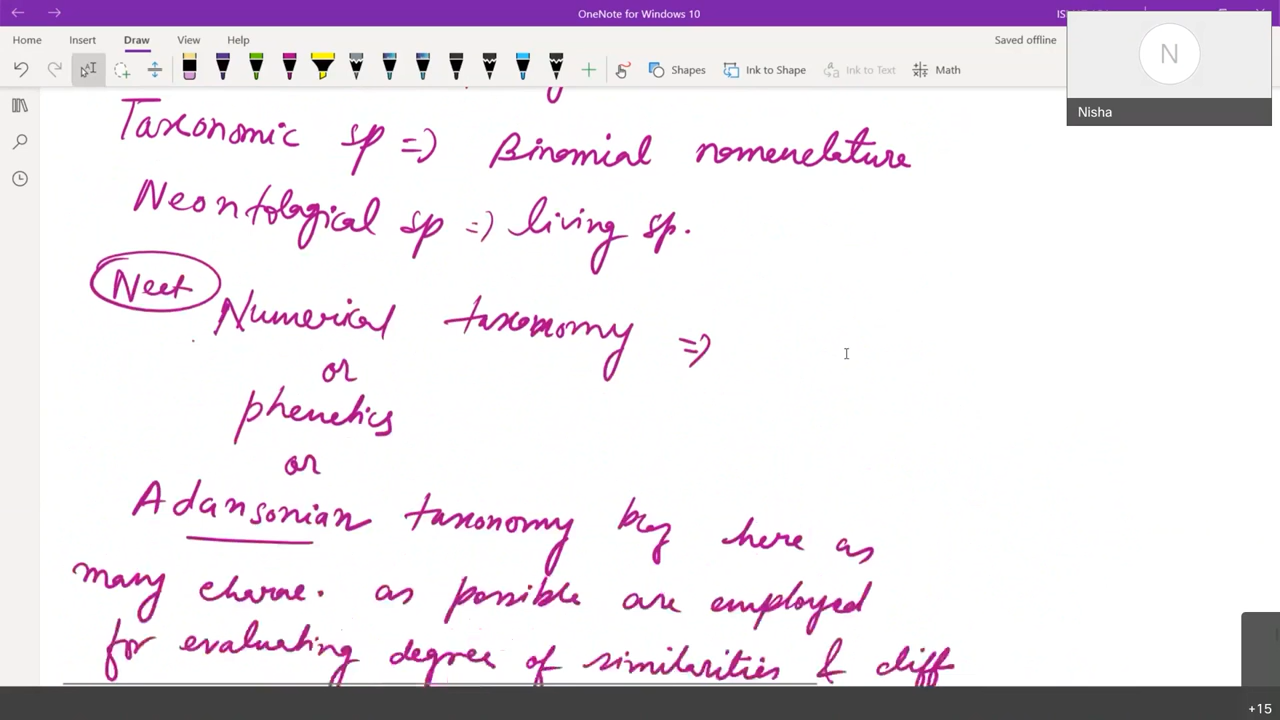 OneNote for Windows 10
Home Insert Draw View Help
Saved offline
N
Nisha
Shapes Ink to Shape Ink to Text Math
Taxonomic sp => Binomial nomenclature
Neontological sp => living sp.
Neet
Numerical taxonomy =>
or
phenetics
or
Adansonian taxonomy bcz here as
many charac. as possible are employed
for evaluating degree of similarities & diff
+15